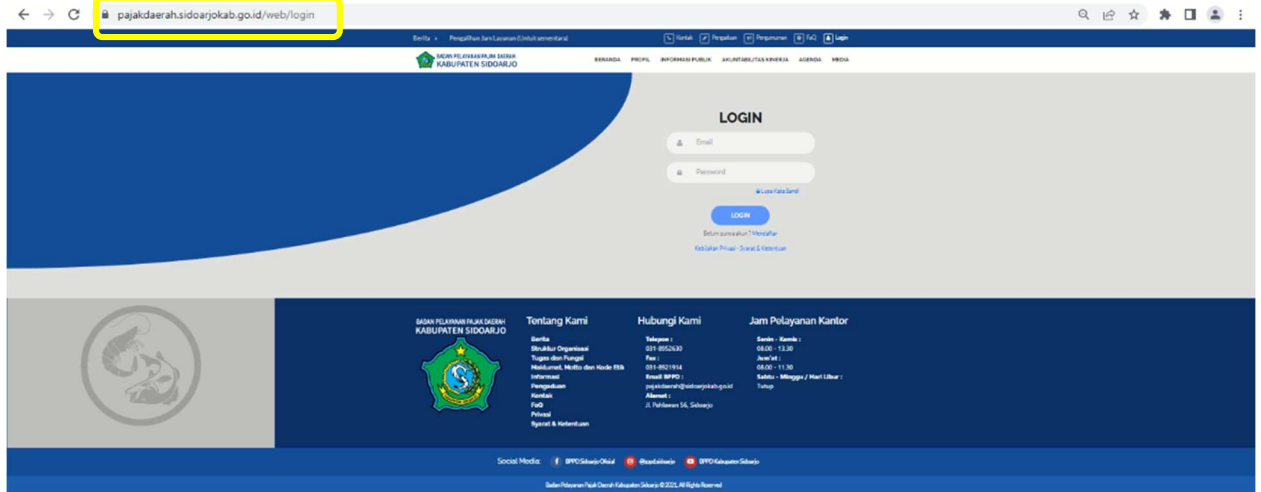 pajakdaerah.sidoarjokab.go.id/web/login
Berita Pengalihan Jam Layanan (Untuk sementara)
Kontak Pengaduan Pengumuman FaQ Login
BADAN PELAYANAN PAJAK DAERAH
KABUPATEN SIDOARJO
BERANDA PROFIL INFORMASI PUBLIK AKUNTABILITAS KINERJA AGENDA MEDIA
LOGIN
Email
Password
Lupa Kata Sandi
LOGIN
Belum punya akun? Mendaftar
Kebijakan Privasi - Syarat & Ketentuan
BADAN PELAYANAN PAJAK DAERAH
KABUPATEN SIDOARJO
Tentang Kami
Berita
Struktur Organisasi
Tugas dan Fungsi
Maklumat, Motto dan Kode Etik
Informasi
Pengaduan
Kontak
FaQ
Privasi
Syarat & Ketentuan
Hubungi Kami
Telepon :
031-8952630
Fax :
031-8921914
Email BPPD :
pajakdaerah@sidoarjokab.go.id
Alamat :
Jl. Pahlawan 56, Sidoarjo
Jam Pelayanan Kantor
Senin - Kamis :
08.00 - 13.30
Jum'at :
08.00 - 11.30
Sabtu - Minggu / Hari Libur :
Tutup
Social Media: BPPD Sidoarjo Ofisial @bppd.sidoarjo BPPD Kabupaten Sidoarjo
Badan Pelayanan Pajak Daerah Kabupaten Sidoarjo © 2021, All Rights Reserved